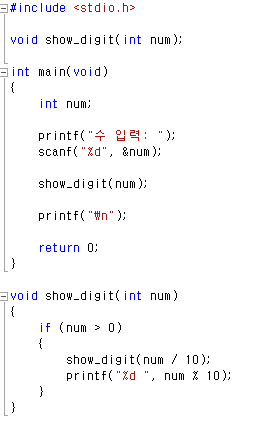 #include <stdio.h>
void show_digit(int num);
int main(void)
{
int num;
printf("수 입력: ");
scanf("%d", &num);
show_digit(num);
printf("₩n");
return 0;
}
void show_digit(int num)
{
if (num > 0)
{
show_digit(num / 10);
printf("%d ", num % 10);
}
}